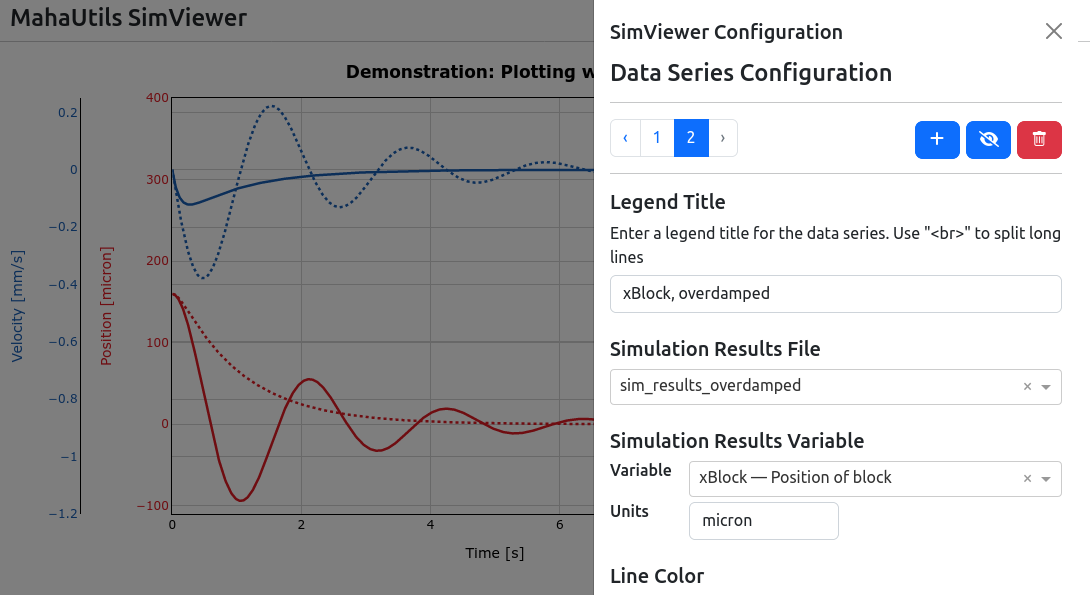 MahaUtils SimViewer
Demonstration: Plotting w
Velocity [mm/s]
0.2
0
−0.2
−0.4
−0.6
−0.8
−1
−1.2
Position [micron]
400
300
200
100
0
−100
0 2 4 6
Time [s]
SimViewer Configuration
Data Series Configuration
‹ 1 2 ›
Legend Title
Enter a legend title for the data series. Use "<br>" to split long
lines
xBlock, overdamped
Simulation Results File
sim_results_overdamped
Simulation Results Variable
Variable xBlock — Position of block
Units micron
Line Color